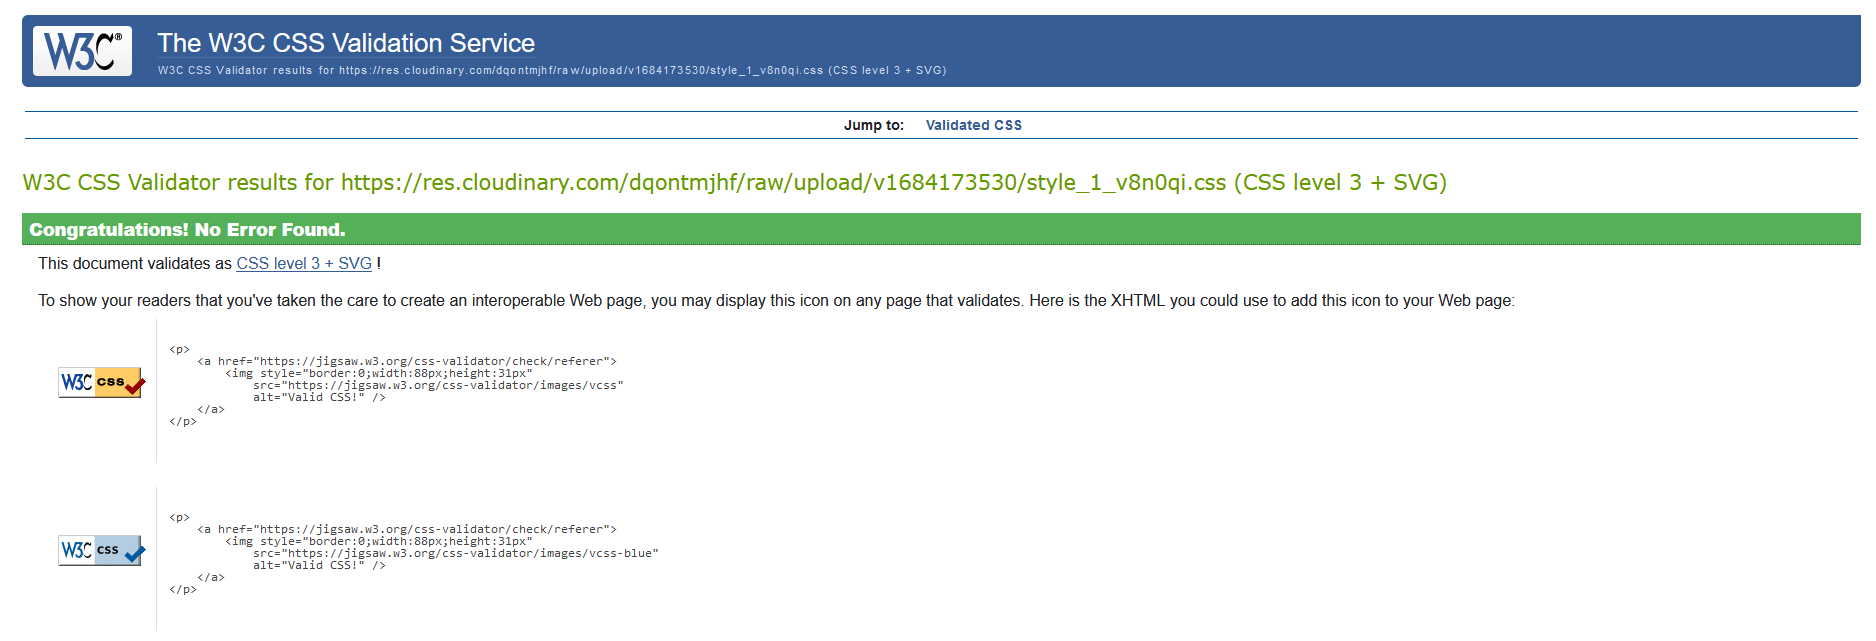 W3C®
The W3C CSS Validation Service
W3C CSS Validator results for https://res.cloudinary.com/dqontmjhf/raw/upload/v1684173530/style_1_v8n0qi.css (CSS level 3 + SVG)
Jump to: Validated CSS
W3C CSS Validator results for https://res.cloudinary.com/dqontmjhf/raw/upload/v1684173530/style_1_v8n0qi.css (CSS level 3 + SVG)
Congratulations! No Error Found.
This document validates as CSS level 3 + SVG !
To show your readers that you've taken the care to create an interoperable Web page, you may display this icon on any page that validates. Here is the XHTML you could use to add this icon to your Web page:
W3C css
<p>
<a href="https://jigsaw.w3.org/css-validator/check/referer">
<img style="border:0;width:88px;height:31px"
src="https://jigsaw.w3.org/css-validator/images/vcss"
alt="Valid CSS!" />
</a>
</p>
W3C css
<p>
<a href="https://jigsaw.w3.org/css-validator/check/referer">
<img style="border:0;width:88px;height:31px"
src="https://jigsaw.w3.org/css-validator/images/vcss-blue"
alt="Valid CSS!" />
</a>
</p>